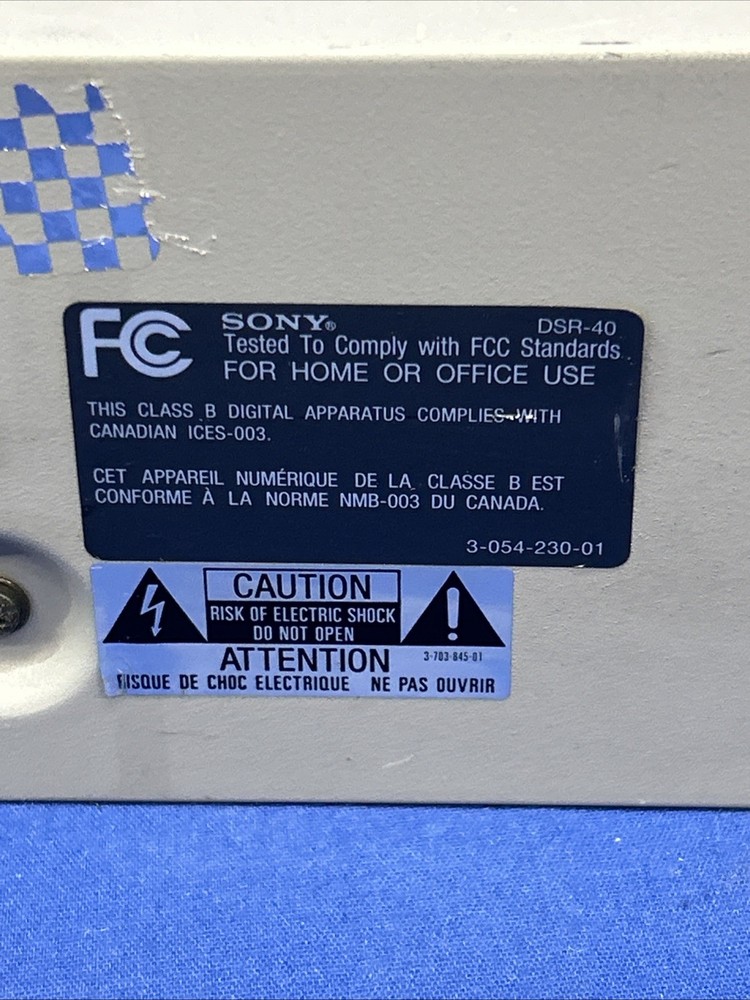 FC
SONY®
DSR-40
Tested To Comply with FCC Standards
FOR HOME OR OFFICE USE
THIS CLASS B DIGITAL APPARATUS COMPLIES WITH
CANADIAN ICES-003.
CET APPAREIL NUMÉRIQUE DE LA CLASSE B EST
CONFORME À LA NORME NMB-003 DU CANADA.
3-054-230-01
CAUTION
RISK OF ELECTRIC SHOCK
DO NOT OPEN
ATTENTION
3-703-845-01
RISQUE DE CHOC ELECTRIQUE NE PAS OUVRIR